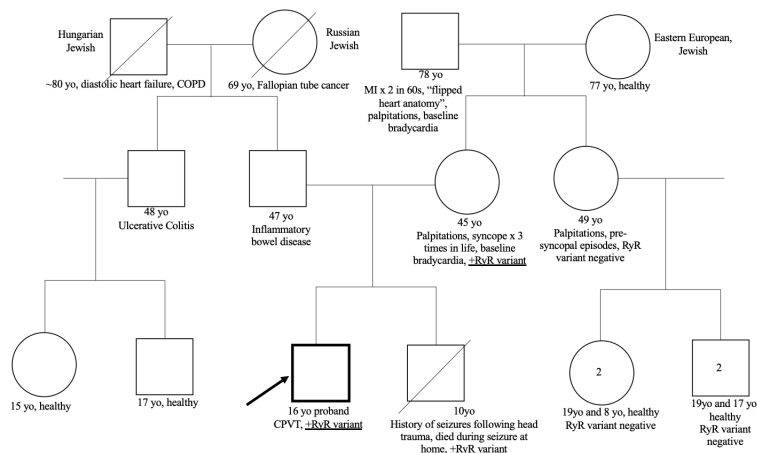 Hungarian
Jewish
Russian
Jewish
Eastern European,
Jewish
~80 yo, diastolic heart failure, COPD
69 yo, Fallopian tube cancer
78 yo
MI x 2 in 60s, “flipped
heart anatomy”,
palpitations, baseline
bradycardia
77 yo, healthy
48 yo
Ulcerative Colitis
47 yo
Inflammatory
bowel disease
45 yo
Palpitations, syncope x 3
times in life, baseline
bradycardia, +RyR variant
49 yo
Palpitations, pre-
syncopal episodes, RyR
variant negative
15 yo, healthy
17 yo, healthy
16 yo proband
CPVT, +RyR variant
10yo
History of seizures following head
trauma, died during seizure at
home, +RyR variant
2
19yo and 8 yo, healthy
RyR variant negative
2
19yo and 17 yo
healthy
RyR variant
negative